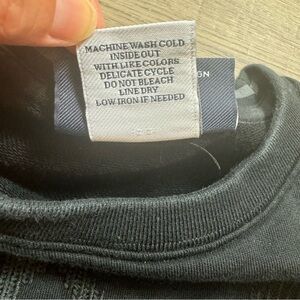 MACHINE WASH COLD
INSIDE OUT
WITH LIKE COLORS
DELICATE CYCLE
DO NOT BLEACH
LINE DRY
LOW IRON IF NEEDED